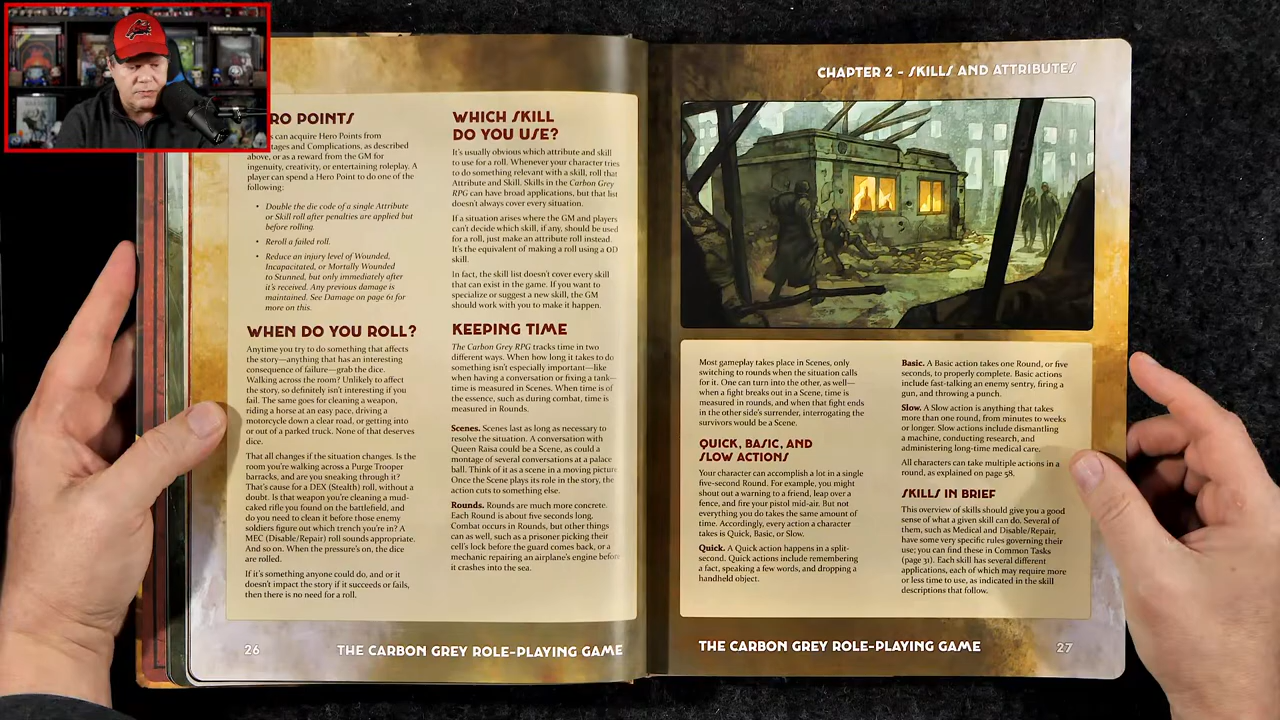 RO POINTS
s can acquire Hero Points from
tages and Complications, as described
above, or as a reward from the GM for
ingenuity, creativity, or entertaining roleplay. A
player can spend a Hero Point to do one of the
following:
• Double the die code of a single Attribute
or Skill roll after penalties are applied but
before rolling.
• Reroll a failed roll.
• Reduce an injury level of Wounded,
Incapacitated, or Mortally Wounded
to Stunned, but only immediately after
it's received. Any previous damage is
maintained. See Damage on page 61 for
more on this.
WHEN DO YOU ROLL?
Anytime you try to do something that affects
the story—anything that has an interesting
consequence of failure—grab the dice.
Walking across the room? Unlikely to affect
the story, so definitely isn't interesting if you
fail. The same goes for cleaning a weapon,
riding a horse at an easy pace, driving a
motorcycle down a clear road, or getting into
or out of a parked truck. None of that deserves
dice.
That all changes if the situation changes. Is the
room you're walking across a Purge Trooper
barracks, and are you sneaking through it?
That's cause for a DEX (Stealth) roll, without a
doubt. Is that weapon you're cleaning a mud-
caked rifle you found on the battlefield, and
do you need to clean it before those enemy
soldiers figure out which trench you're in? A
MEC (Disable/Repair) roll sounds appropriate.
And so on. When the pressure's on, the dice
are rolled.
If it's something anyone could do, and/or it
doesn't impact the story if it succeeds or fails,
then there is no need for a roll.
WHICH SKILL
DO YOU USE?
It's usually obvious which attribute and skill
to use for a roll. Whenever your character tries
to do something relevant with a skill, roll that
Attribute and Skill. Skills in the Carbon Grey
RPG can have broad applications, but that list
doesn't always cover every situation.
If a situation arises where the GM and players
can't decide which skill, if any, should be used
for a roll, just make an attribute roll instead.
It's the equivalent of making a roll using a 0D
skill.
In fact, the skill list doesn't cover every skill
that can exist in the game. If you want to
specialize or suggest a new skill, the GM
should work with you to make it happen.
KEEPING TIME
The Carbon Grey RPG tracks time in two
different ways. When how long it takes to do
something isn't especially important—like
when having a conversation or fixing a tank—
time is measured in Scenes. When time is of
the essence, such as during combat, time is
measured in Rounds.
Scenes. Scenes last as long as necessary to
resolve the situation. A conversation with
Queen Raisa could be a Scene, as could a
montage of several conversations at a palace
ball. Think of it as a scene in a moving picture.
Once the Scene plays its role in the story, the
action cuts to something else.
Rounds. Rounds are much more concrete.
Each Round is about five seconds long.
Combat occurs in Rounds, but other things
can as well, such as a prisoner picking their
cell's lock before the guard comes back, or a
mechanic repairing an airplane's engine before
it crashes into the sea.
26
THE CARBON GREY ROLE-PLAYING GAME
CHAPTER 2 - SKILLS AND ATTRIBUTES
Most gameplay takes place in Scenes, only
switching to rounds when the situation calls
for it. One can turn into the other, as well—
when a fight breaks out in a Scene, time is
measured in rounds, and when that fight ends
in the other side's surrender, interrogating the
survivors would be a Scene.
QUICK, BASIC, AND
SLOW ACTIONS
Your character can accomplish a lot in a single
five-second Round. For example, you might
shout out a warning to a friend, leap over a
fence, and fire your pistol mid-air. But not
everything you do takes the same amount of
time. Accordingly, every action a character
takes is Quick, Basic, or Slow.
Quick. A Quick action happens in a split-
second. Quick actions include remembering
a fact, speaking a few words, and dropping a
handheld object.
Basic. A Basic action takes one Round, or five
seconds, to properly complete. Basic actions
include fast-talking an enemy sentry, firing a
gun, and throwing a punch.
Slow. A Slow action is anything that takes
more than one round, from minutes to weeks
or longer. Slow actions include dismantling
a machine, conducting research, and
administering long-term medical care.
All characters can take multiple actions in a
round, as explained on page 58.
SKILLS IN BRIEF
This overview of skills should give you a good
sense of what a given skill can do. Several of
them, such as Medical and Disable/Repair,
have some very specific rules governing their
use; you can find these in Common Tasks
(page 31). Each skill has several different
applications, each of which may require more
or less time to use, as indicated in the skill
descriptions that follow.
THE CARBON GREY ROLE-PLAYING GAME
27